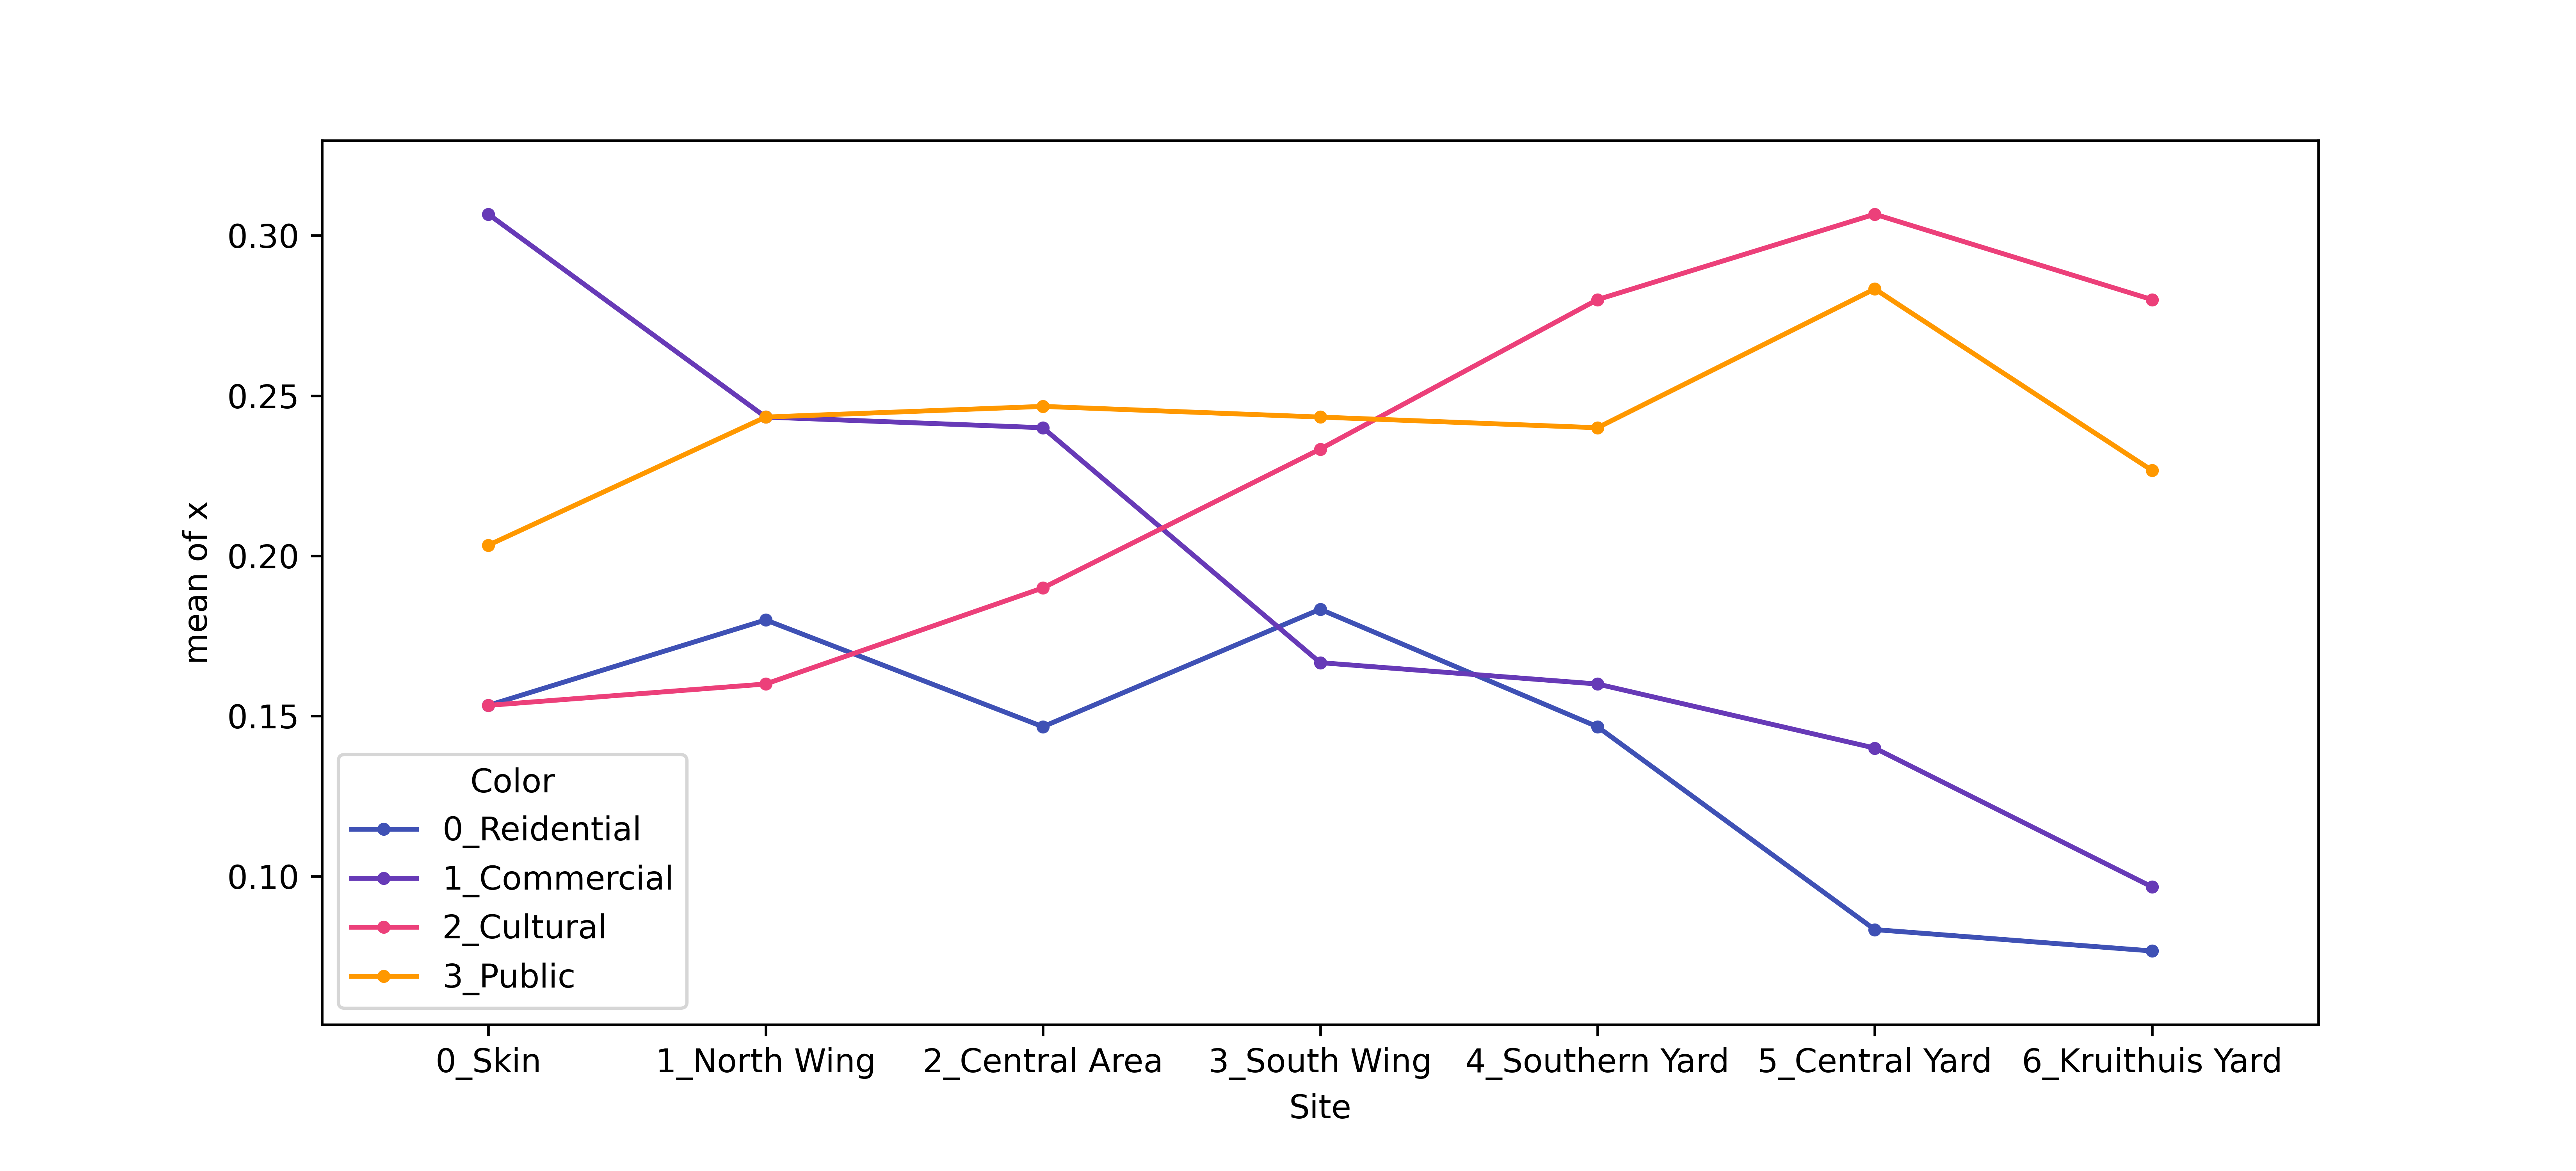 0.30
0.25
0.20
0.15
0.10
mean of x
Color
0_Reidential
1_Commercial
2_Cultural
3_Public
0_Skin 1_North Wing 2_Central Area 3_South Wing 4_Southern Yard 5_Central Yard 6_Kruithuis Yard
Site